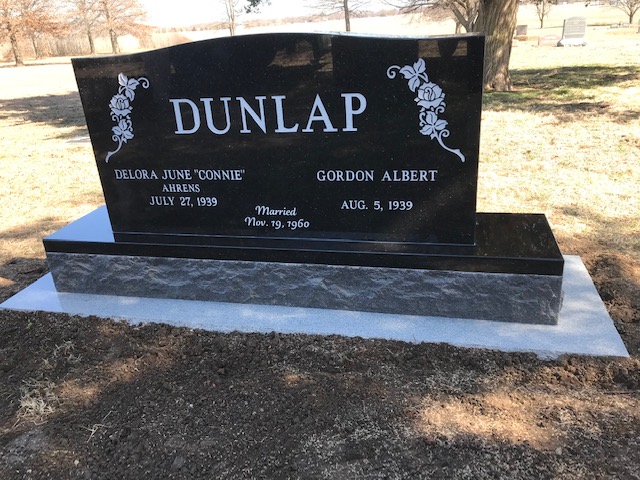 DUNLAP
DELORA JUNE "CONNIE"
AHRENS
JULY 27, 1939
GORDON ALBERT
AUG. 5, 1939
Married
Nov. 19, 1960